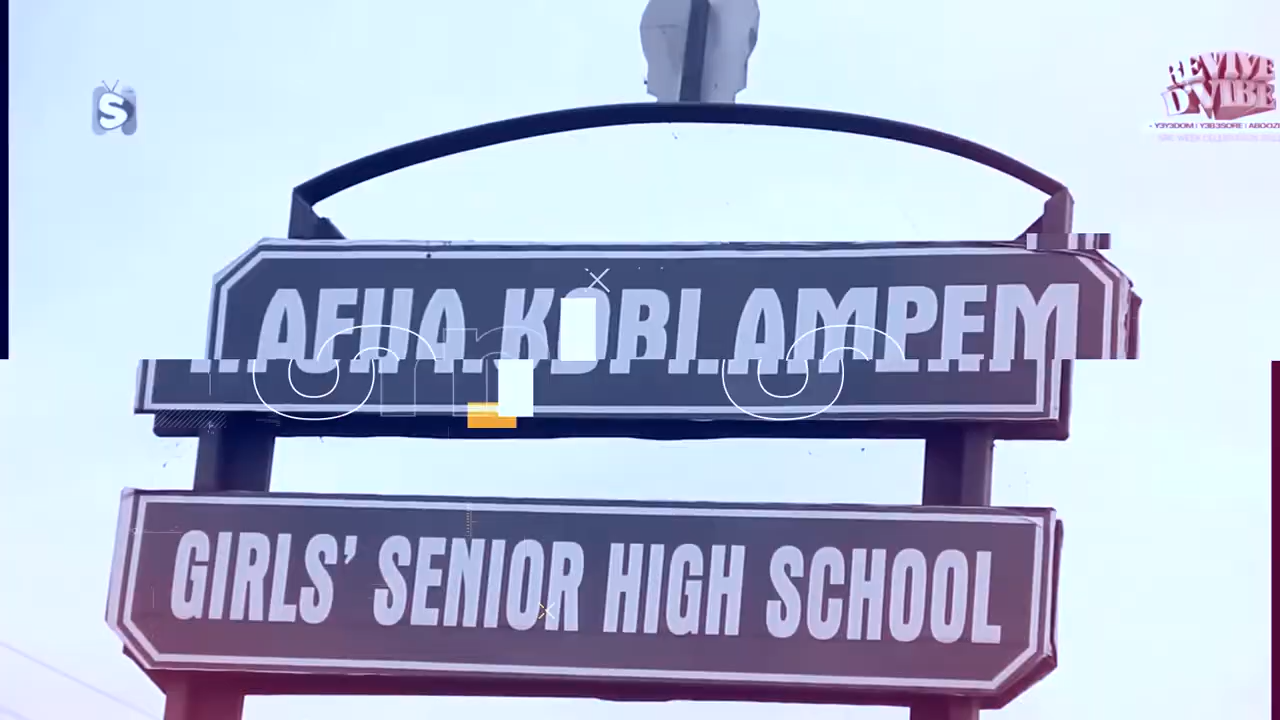 REVIVE
D'VIBE
S
AFUA KOBI AMPEM
GIRLS' SENIOR HIGH SCHOOL